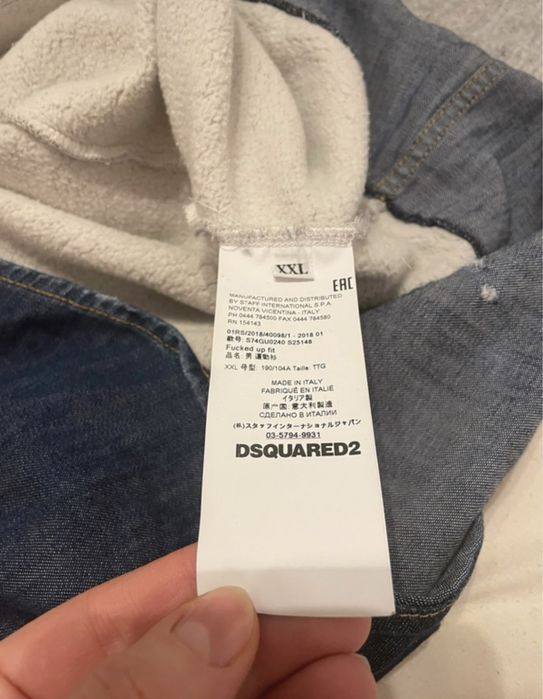 XXL
EAC
MANUFACTURED AND DISTRIBUTED
BY STAFF INTERNATIONAL S.P.A
NOVENTA VICENTINA - ITALY
PH 0444 784500 FAX 0444 784580
RN 154143
01RS/2018/40098/1 - 2018 01
款号: S74GU0240 S25148
Fucked up fit
品名: 男 運動衫
XXL 号型: 190/104A Taille: TTG
MADE IN ITALY
FABRIQUÉ EN ITALIE
イタリア製
原产国: 意大利製造
СДЕЛАНО В ИТАЛИИ
(株)スタッフインターナショナルジャパン
03-5794-9931
DSQUARED2